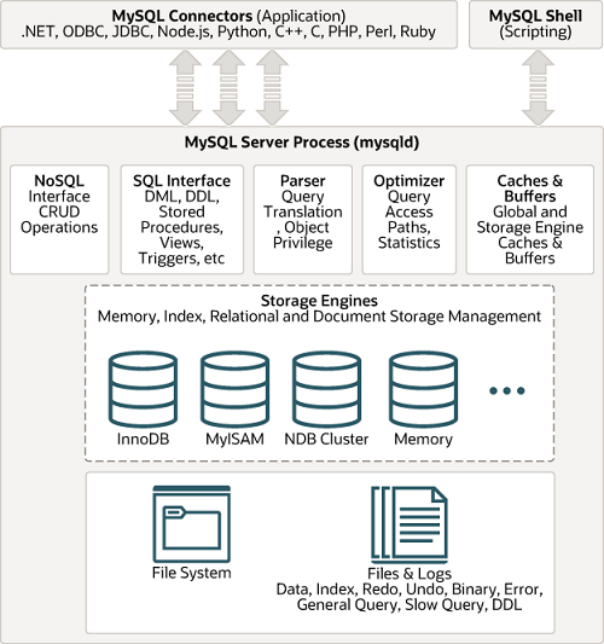 MySQL Connectors (Application)
.NET, ODBC, JDBC, Node.js, Python, C++, C, PHP, Perl, Ruby
MySQL Shell
(Scripting)
MySQL Server Process (mysqld)
NoSQL
Interface
CRUD
Operations
SQL Interface
DML, DDL,
Stored
Procedures,
Views,
Triggers, etc
Parser
Query
Translation
, Object
Privilege
Optimizer
Query
Access
Paths,
Statistics
Caches &
Buffers
Global and
Storage Engine
Caches &
Buffers
Storage Engines
Memory, Index, Relational and Document Storage Management
InnoDB
MyISAM
NDB Cluster
Memory
File System
Files & Logs
Data, Index, Redo, Undo, Binary, Error,
General Query, Slow Query, DDL